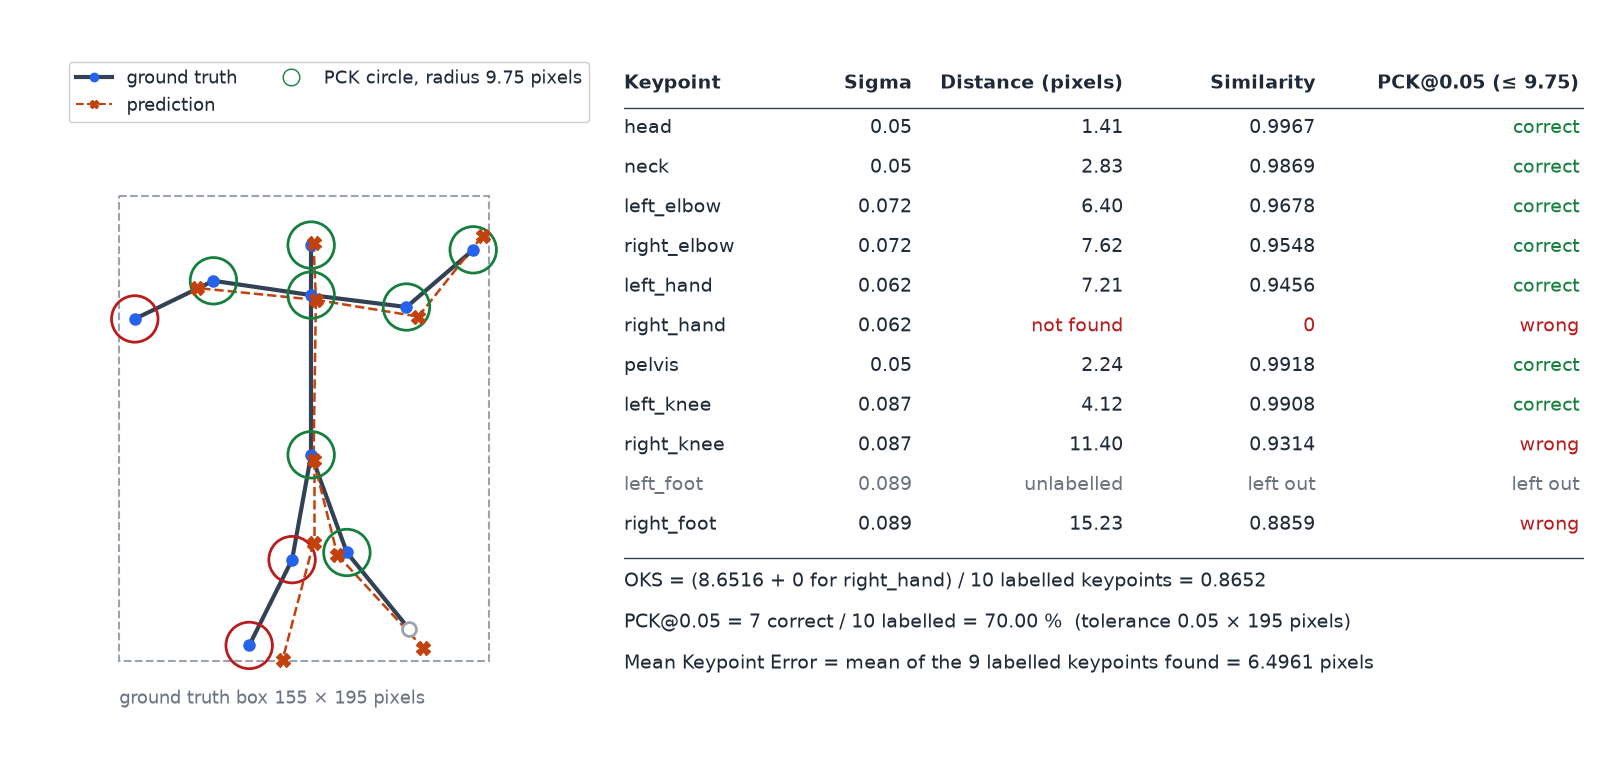 ground truth
prediction
PCK circle, radius 9.75 pixels
ground truth box 155 × 195 pixels
Keypoint Sigma Distance (pixels) Similarity PCK@0.05 (≤ 9.75)
head 0.05 1.41 0.9967 correct
neck 0.05 2.83 0.9869 correct
left_elbow 0.072 6.40 0.9678 correct
right_elbow 0.072 7.62 0.9548 correct
left_hand 0.062 7.21 0.9456 correct
right_hand 0.062 not found 0 wrong
pelvis 0.05 2.24 0.9918 correct
left_knee 0.087 4.12 0.9908 correct
right_knee 0.087 11.40 0.9314 wrong
left_foot 0.089 unlabelled left out left out
right_foot 0.089 15.23 0.8859 wrong
OKS = (8.6516 + 0 for right_hand) / 10 labelled keypoints = 0.8652
PCK@0.05 = 7 correct / 10 labelled = 70.00 % (tolerance 0.05 × 195 pixels)
Mean Keypoint Error = mean of the 9 labelled keypoints found = 6.4961 pixels